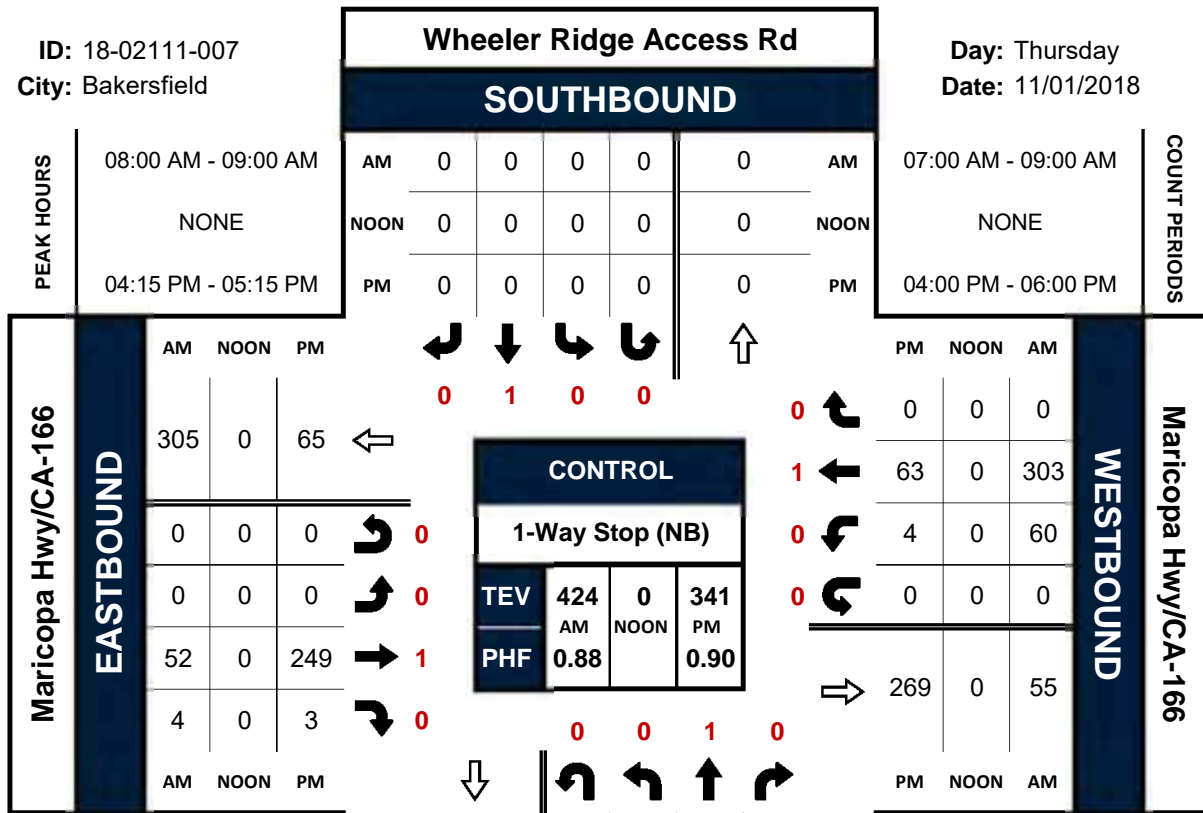 Wheeler Ridge Access Rd
ID: 18-02111-007
Day: Thursday
City: Bakersfield
Date: 11/01/2018
SOUTHBOUND
PEAK HOURS
08:00 AM - 09:00 AM
AM 0 0 0 0 0 AM
07:00 AM - 09:00 AM
COUNT PERIODS
NONE
NOON 0 0 0 0 0 NOON
NONE
04:15 PM - 05:15 PM
PM 0 0 0 0 0 PM
04:00 PM - 06:00 PM
0 1 0 0
Maricopa Hwy/CA-166
EASTBOUND
AM NOON PM
305 0 65
0 0 0 0
0 0 0 0
52 0 249 1
4 0 3 0
AM NOON PM
CONTROL
1-Way Stop (NB)
TEV 424 0 341
AM NOON PM
PHF 0.88 0.90
0 0 1 0
PM NOON AM
0 0 0 0
1 63 0 303
0 4 0 60
0 0 0 0
269 0 55
PM NOON AM
WESTBOUND
Maricopa Hwy/CA-166